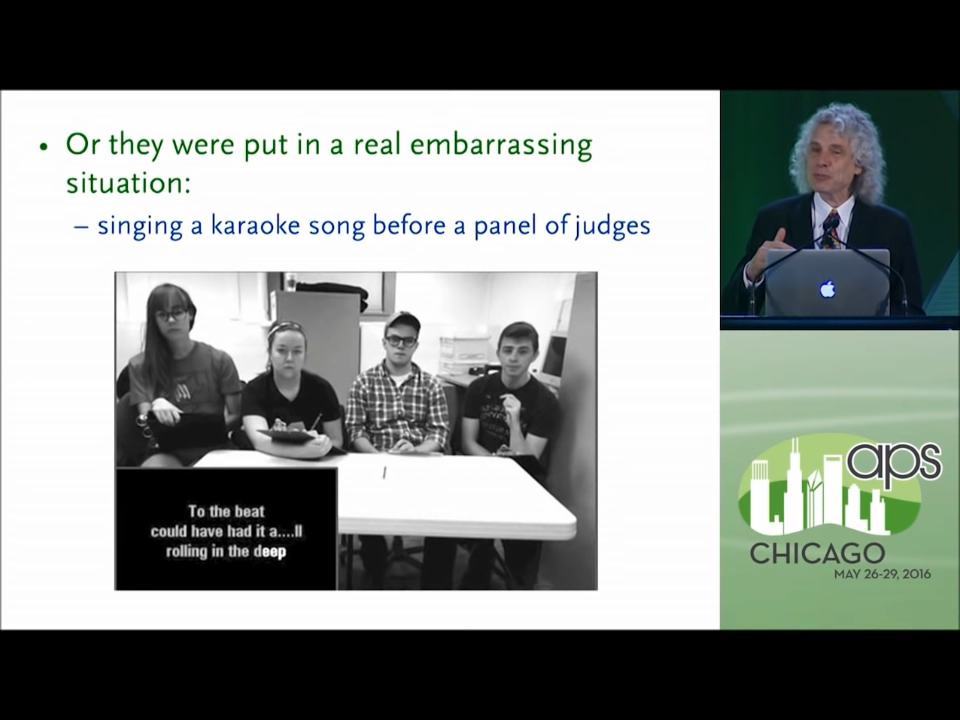 • Or they were put in a real embarrassing
situation:
– singing a karaoke song before a panel of judges
To the beat
could have had it a....ll
rolling in the deep
aps
CHICAGO
MAY 26-29, 2016